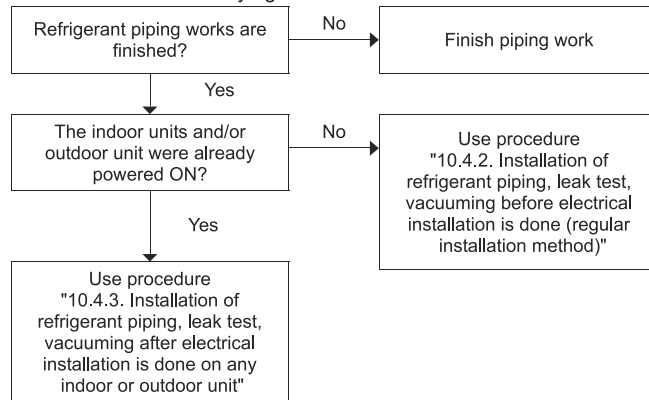 Refrigerant piping works are
finished?
No
Finish piping work
Yes
The indoor units and/or
outdoor unit were already
powered ON?
No
Use procedure
"10.4.2. Installation of
refrigerant piping, leak test,
vacuuming before electrical
installation is done (regular
installation method)"
Yes
Use procedure
"10.4.3. Installation of
refrigerant piping, leak test,
vacuuming after electrical
installation is done on any
indoor or outdoor unit"